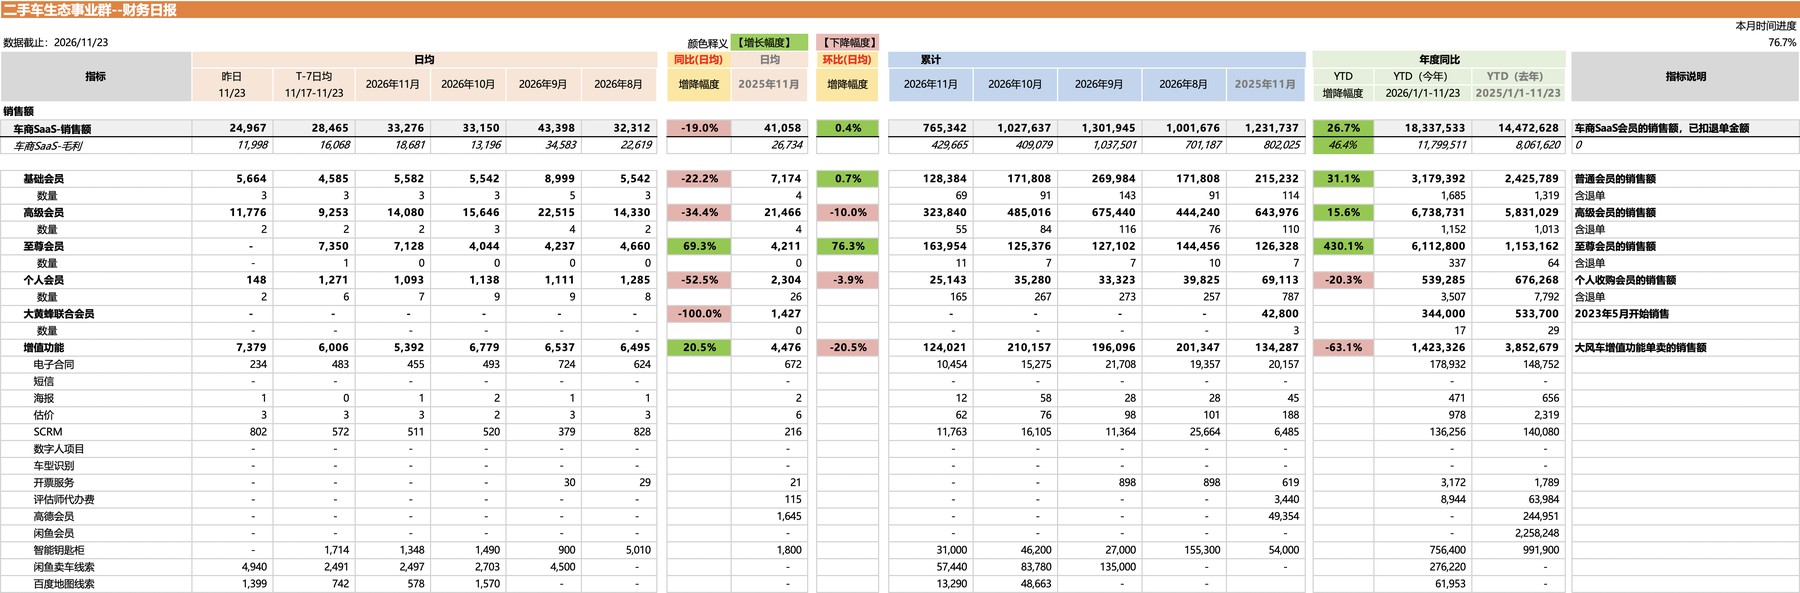 二手车生态事业群--财务日报
本月时间进度
数据截止：2026/11/23 颜色释义 【增长幅度】 【下降幅度】 76.7%
指标 日均 同比(日均) 日均 环比(日均) 累计 年度同比 指标说明
昨日 T-7日均 2026年11月 2026年10月 2026年9月 2026年8月 增降幅度 2025年11月 增降幅度 2026年11月 2026年10月 2026年9月 2026年8月 2025年11月 YTD YTD（今年） YTD（去年）
11/23 11/17-11/23 增降幅度 2026/1/1-11/23 2025/1/1-11/23
销售额
车商SaaS-销售额 24,967 28,465 33,276 33,150 43,398 32,312 -19.0% 41,058 0.4% 765,342 1,027,637 1,301,945 1,001,676 1,231,737 26.7% 18,337,533 14,472,628 车商SaaS会员的销售额，已扣退单金额
车商SaaS-毛利 11,998 16,068 18,681 13,196 34,583 22,619 26,734 429,665 409,079 1,037,501 701,187 802,025 46.4% 11,799,511 8,061,620 0
基础会员 5,664 4,585 5,582 5,542 8,999 5,542 -22.2% 7,174 0.7% 128,384 171,808 269,984 171,808 215,232 31.1% 3,179,392 2,425,789 普通会员的销售额
数量 3 3 3 3 5 3 4 69 91 143 91 114 1,685 1,319 含退单
高级会员 11,776 9,253 14,080 15,646 22,515 14,330 -34.4% 21,466 -10.0% 323,840 485,016 675,440 444,240 643,976 15.6% 6,738,731 5,831,029 高级会员的销售额
数量 2 2 2 3 4 2 4 55 84 116 76 110 1,152 1,013 含退单
至尊会员 - 7,350 7,128 4,044 4,237 4,660 69.3% 4,211 76.3% 163,954 125,376 127,102 144,456 126,328 430.1% 6,112,800 1,153,162 至尊会员的销售额
数量 - 1 0 0 0 0 0 11 7 7 10 7 337 64 含退单
个人会员 148 1,271 1,093 1,138 1,111 1,285 -52.5% 2,304 -3.9% 25,143 35,280 33,323 39,825 69,113 -20.3% 539,285 676,268 个人收购会员的销售额
数量 2 6 7 9 9 8 26 165 267 273 257 787 3,507 7,792 含退单
大黄蜂联合会员 - - - - - - -100.0% 1,427 - - - - 42,800 344,000 533,700 2023年5月开始销售
数量 - - - - - - 0 - - - - 3 17 29
增值功能 7,379 6,006 5,392 6,779 6,537 6,495 20.5% 4,476 -20.5% 124,021 210,157 196,096 201,347 134,287 -63.1% 1,423,326 3,852,679 大风车增值功能单卖的销售额
电子合同 234 483 455 493 724 624 672 10,454 15,275 21,708 19,357 20,157 178,932 148,752
短信 - - - - - - - - - - - - - -
海报 1 0 1 2 1 1 2 12 58 28 28 45 471 656
估价 3 3 3 2 3 3 6 62 76 98 101 188 978 2,319
SCRM 802 572 511 520 379 828 216 11,763 16,105 11,364 25,664 6,485 136,256 140,080
数字人项目 - - - - - - - - - - - - - -
车型识别 - - - - - - - - - - - - - -
开票服务 - - - - 30 29 21 - - 898 898 619 3,172 1,789
评估师代办费 - - - - - - 115 - - - - 3,440 8,944 63,984
高德会员 - - - - - - 1,645 - - - - 49,354 - 244,951
闲鱼会员 - - - - - - - - - - - - - 2,258,248
智能钥匙柜 - 1,714 1,348 1,490 900 5,010 1,800 31,000 46,200 27,000 155,300 54,000 756,400 991,900
闲鱼卖车线索 4,940 2,491 2,497 2,703 4,500 - - 57,440 83,780 135,000 - - 276,220 -
百度地图线索 1,399 742 578 1,570 - - - 13,290 48,663 - - - 61,953 -